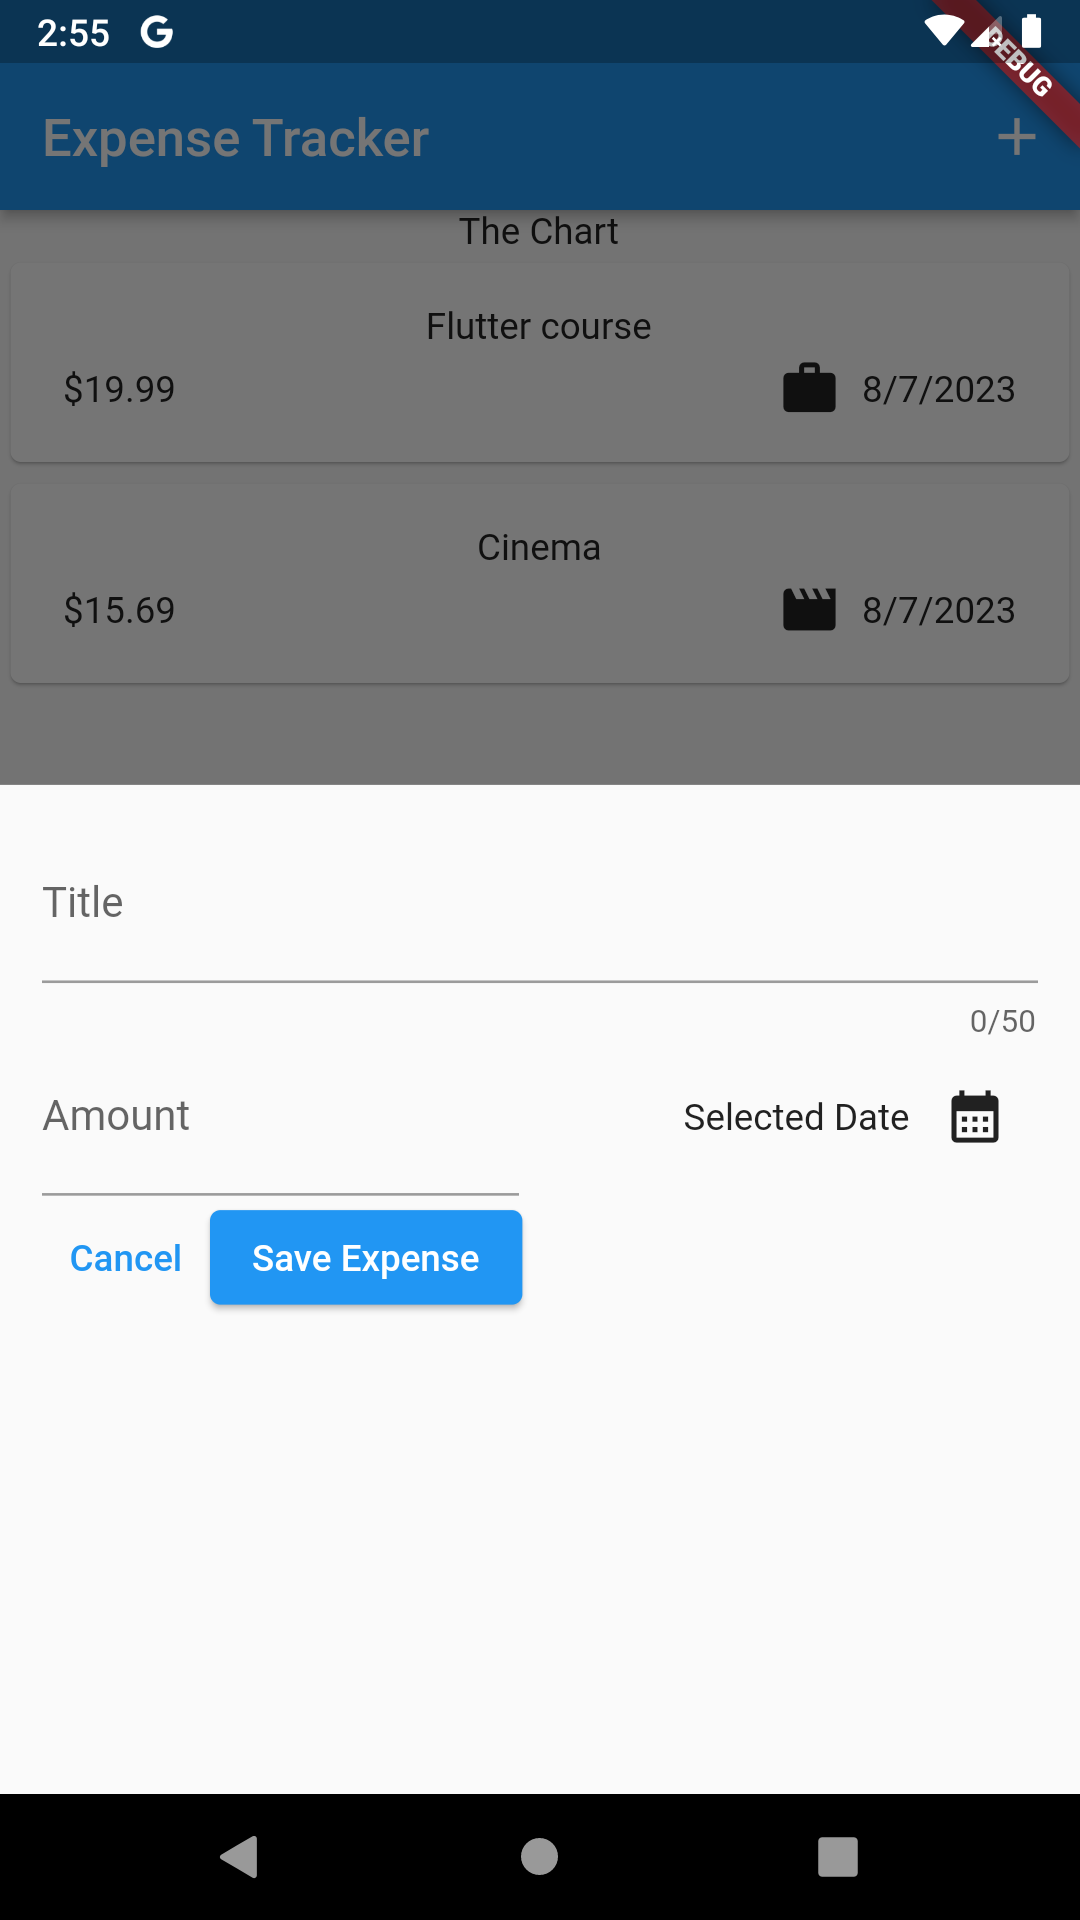 2:55 G
DEBUG
Expense Tracker
The Chart
Flutter course
$19.99 8/7/2023
Cinema
$15.69 8/7/2023
Title
0/50
Amount Selected Date
Cancel Save Expense